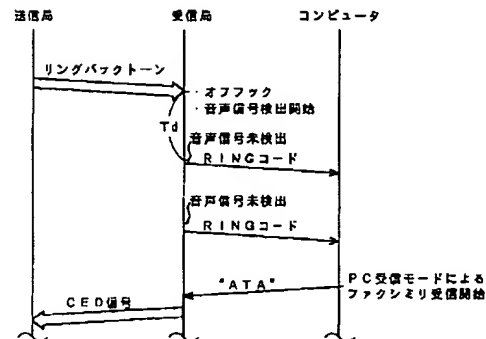 送信局
受信局
コンピュータ
リングバックトーン
・オフフック
・音声信号検出開始
Td
音声信号未検出
RINGコード
音声信号未検出
RINGコード
"ATA"
PC受信モードによる
ファクシミリ受信開始
CED信号